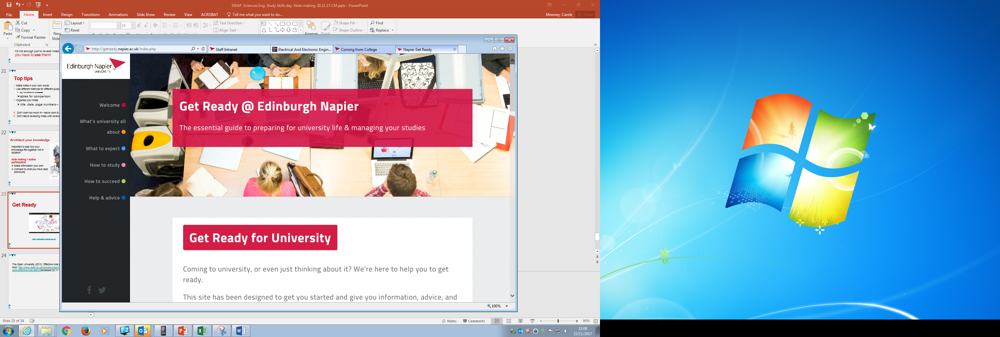 SWAP. Sciences.Eng. Study Skills day. Note making. 20.11.17.CM.pptx - PowerPoint
File Home Insert Design Transitions Animations Slide Show Review View ACROBAT Tell me what you want to do...
Mooney, Carole Share
Paste
Cut
Copy
Format Painter
Clipboard
New
Slide
Layout
Reset
18
Text Direction
Align Text
Arrange
Quick
Shape Fill
Shape Outline
Find
Replace
It's not enough just to re-read notes
you have to use them!
21
Top tips
Make notes in your own words
Use different methods for different purpo
e.g. flowcharts for processes
tables for comparison
Organise your notes
title, date, page numbers –
X Don't cram too much in – leave room to
X Don't leave reviewing notes until revisio
22
Architect your knowledge
Important to see how your
knowledge fits together- not in
isolation.
Note making = active
participation
Make information your own
Connect to what you have read
previously
23
Get Ready
http://getready.napier.ac.uk/
24
The Open University (2013). Effective note t
from: http://www.open.ac.uk/choose/unison
skills/effective-note-taking [accessed 22.11.
http://getready.napier.ac.uk/index.php
Staff Intranet
Electrical And Electronic Engin...
Coming from College
Napier Get Ready
Edinburgh Napier
UNIVERSITY
Welcome
What's university all
about
What to expect
How to study
How to succeed
Help & advice
Get Ready @ Edinburgh Napier
The essential guide to preparing for university life & managing your studies
Get Ready for University
Coming to university, or even just thinking about it? We're here to help you to get
ready.
This site has been designed to get you started and give you information, advice, and
100%
Slide 23 of 24
Notes
Comments
95%
11:08
23/11/2017